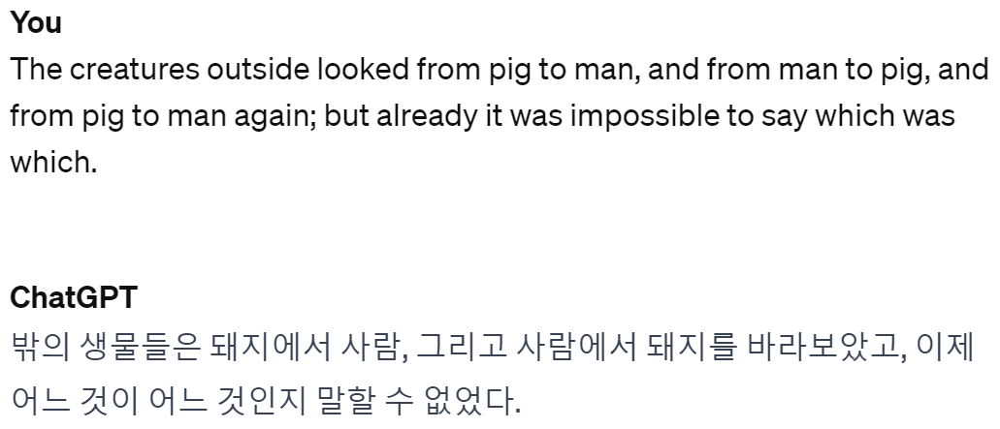 You
The creatures outside looked from pig to man, and from man to pig, and
from pig to man again; but already it was impossible to say which was
which.
ChatGPT
밖의 생물들은 돼지에서 사람, 그리고 사람에서 돼지를 바라보았고, 이제
어느 것이 어느 것인지 말할 수 없었다.